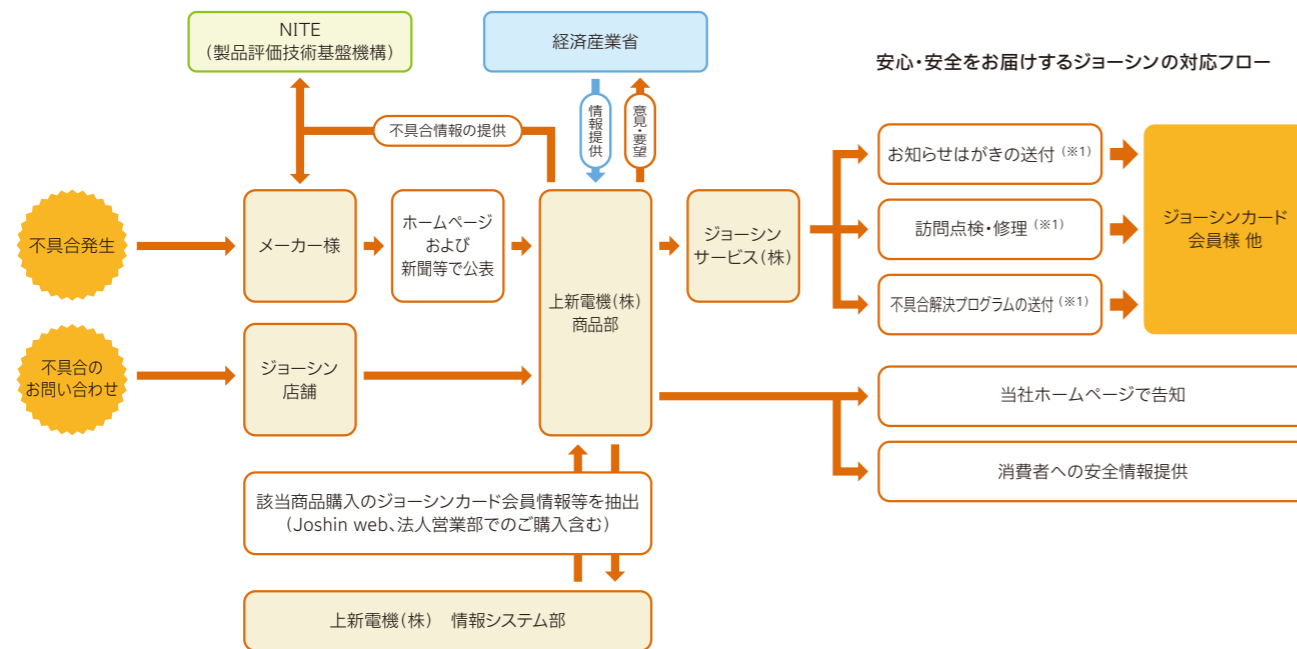 NITE
（製品評価技術基盤機構）
経済産業省
安心・安全をお届けするジョーシンの対応フロー
不具合情報の提供
情報提供
意見・要望
お知らせはがきの送付（※1）
訪問点検・修理（※1）
不具合解決プログラムの送付（※1）
ジョーシンカード
会員様 他
不具合発生
メーカー様
ホームページ
および
新聞等で公表
上新電機（株）
商品部
ジョーシン
サービス（株）
不具合の
お問い合わせ
ジョーシン
店舗
当社ホームページで告知
消費者への安全情報提供
該当商品購入のジョーシンカード会員情報等を抽出
（Joshin web、法人営業部でのご購入含む）
上新電機（株）　情報システム部